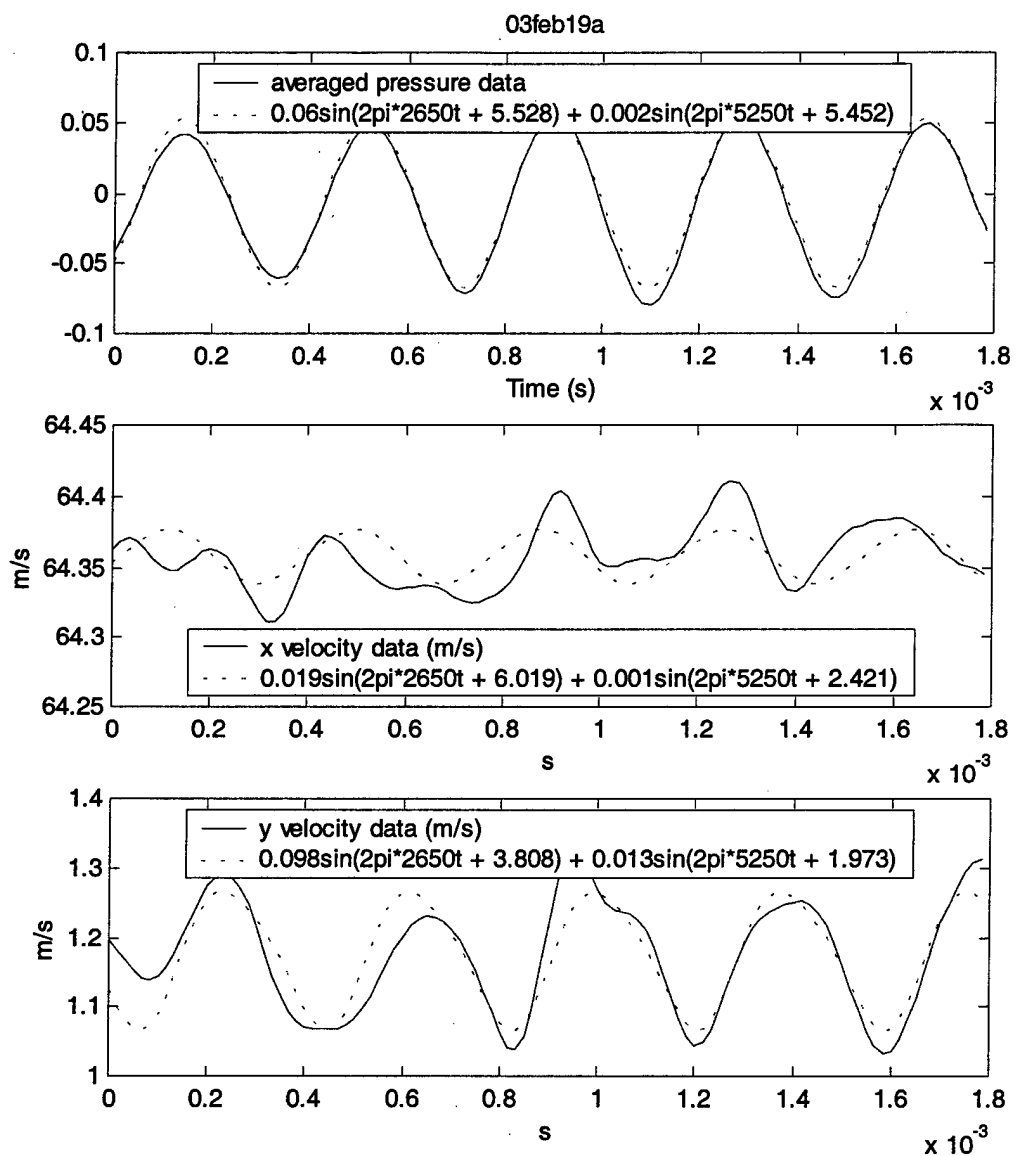 03feb19a
0.1
averaged pressure data
0.06sin(2pi*2650t + 5.528) + 0.002sin(2pi*5250t + 5.452)
0.05
0
-0.05
-0.1
0 0.2 0.4 0.6 0.8 1 1.2 1.4 1.6 1.8
Time (s)
x 10-3
64.45
64.4
64.35
64.3
64.25
m/s
x velocity data (m/s)
0.019sin(2pi*2650t + 6.019) + 0.001sin(2pi*5250t + 2.421)
0 0.2 0.4 0.6 0.8 1 1.2 1.4 1.6 1.8
s
x 10-3
1.4
y velocity data (m/s)
0.098sin(2pi*2650t + 3.808) + 0.013sin(2pi*5250t + 1.973)
1.3
1.2
1.1
1
m/s
0 0.2 0.4 0.6 0.8 1 1.2 1.4 1.6 1.8
s
x 10-3